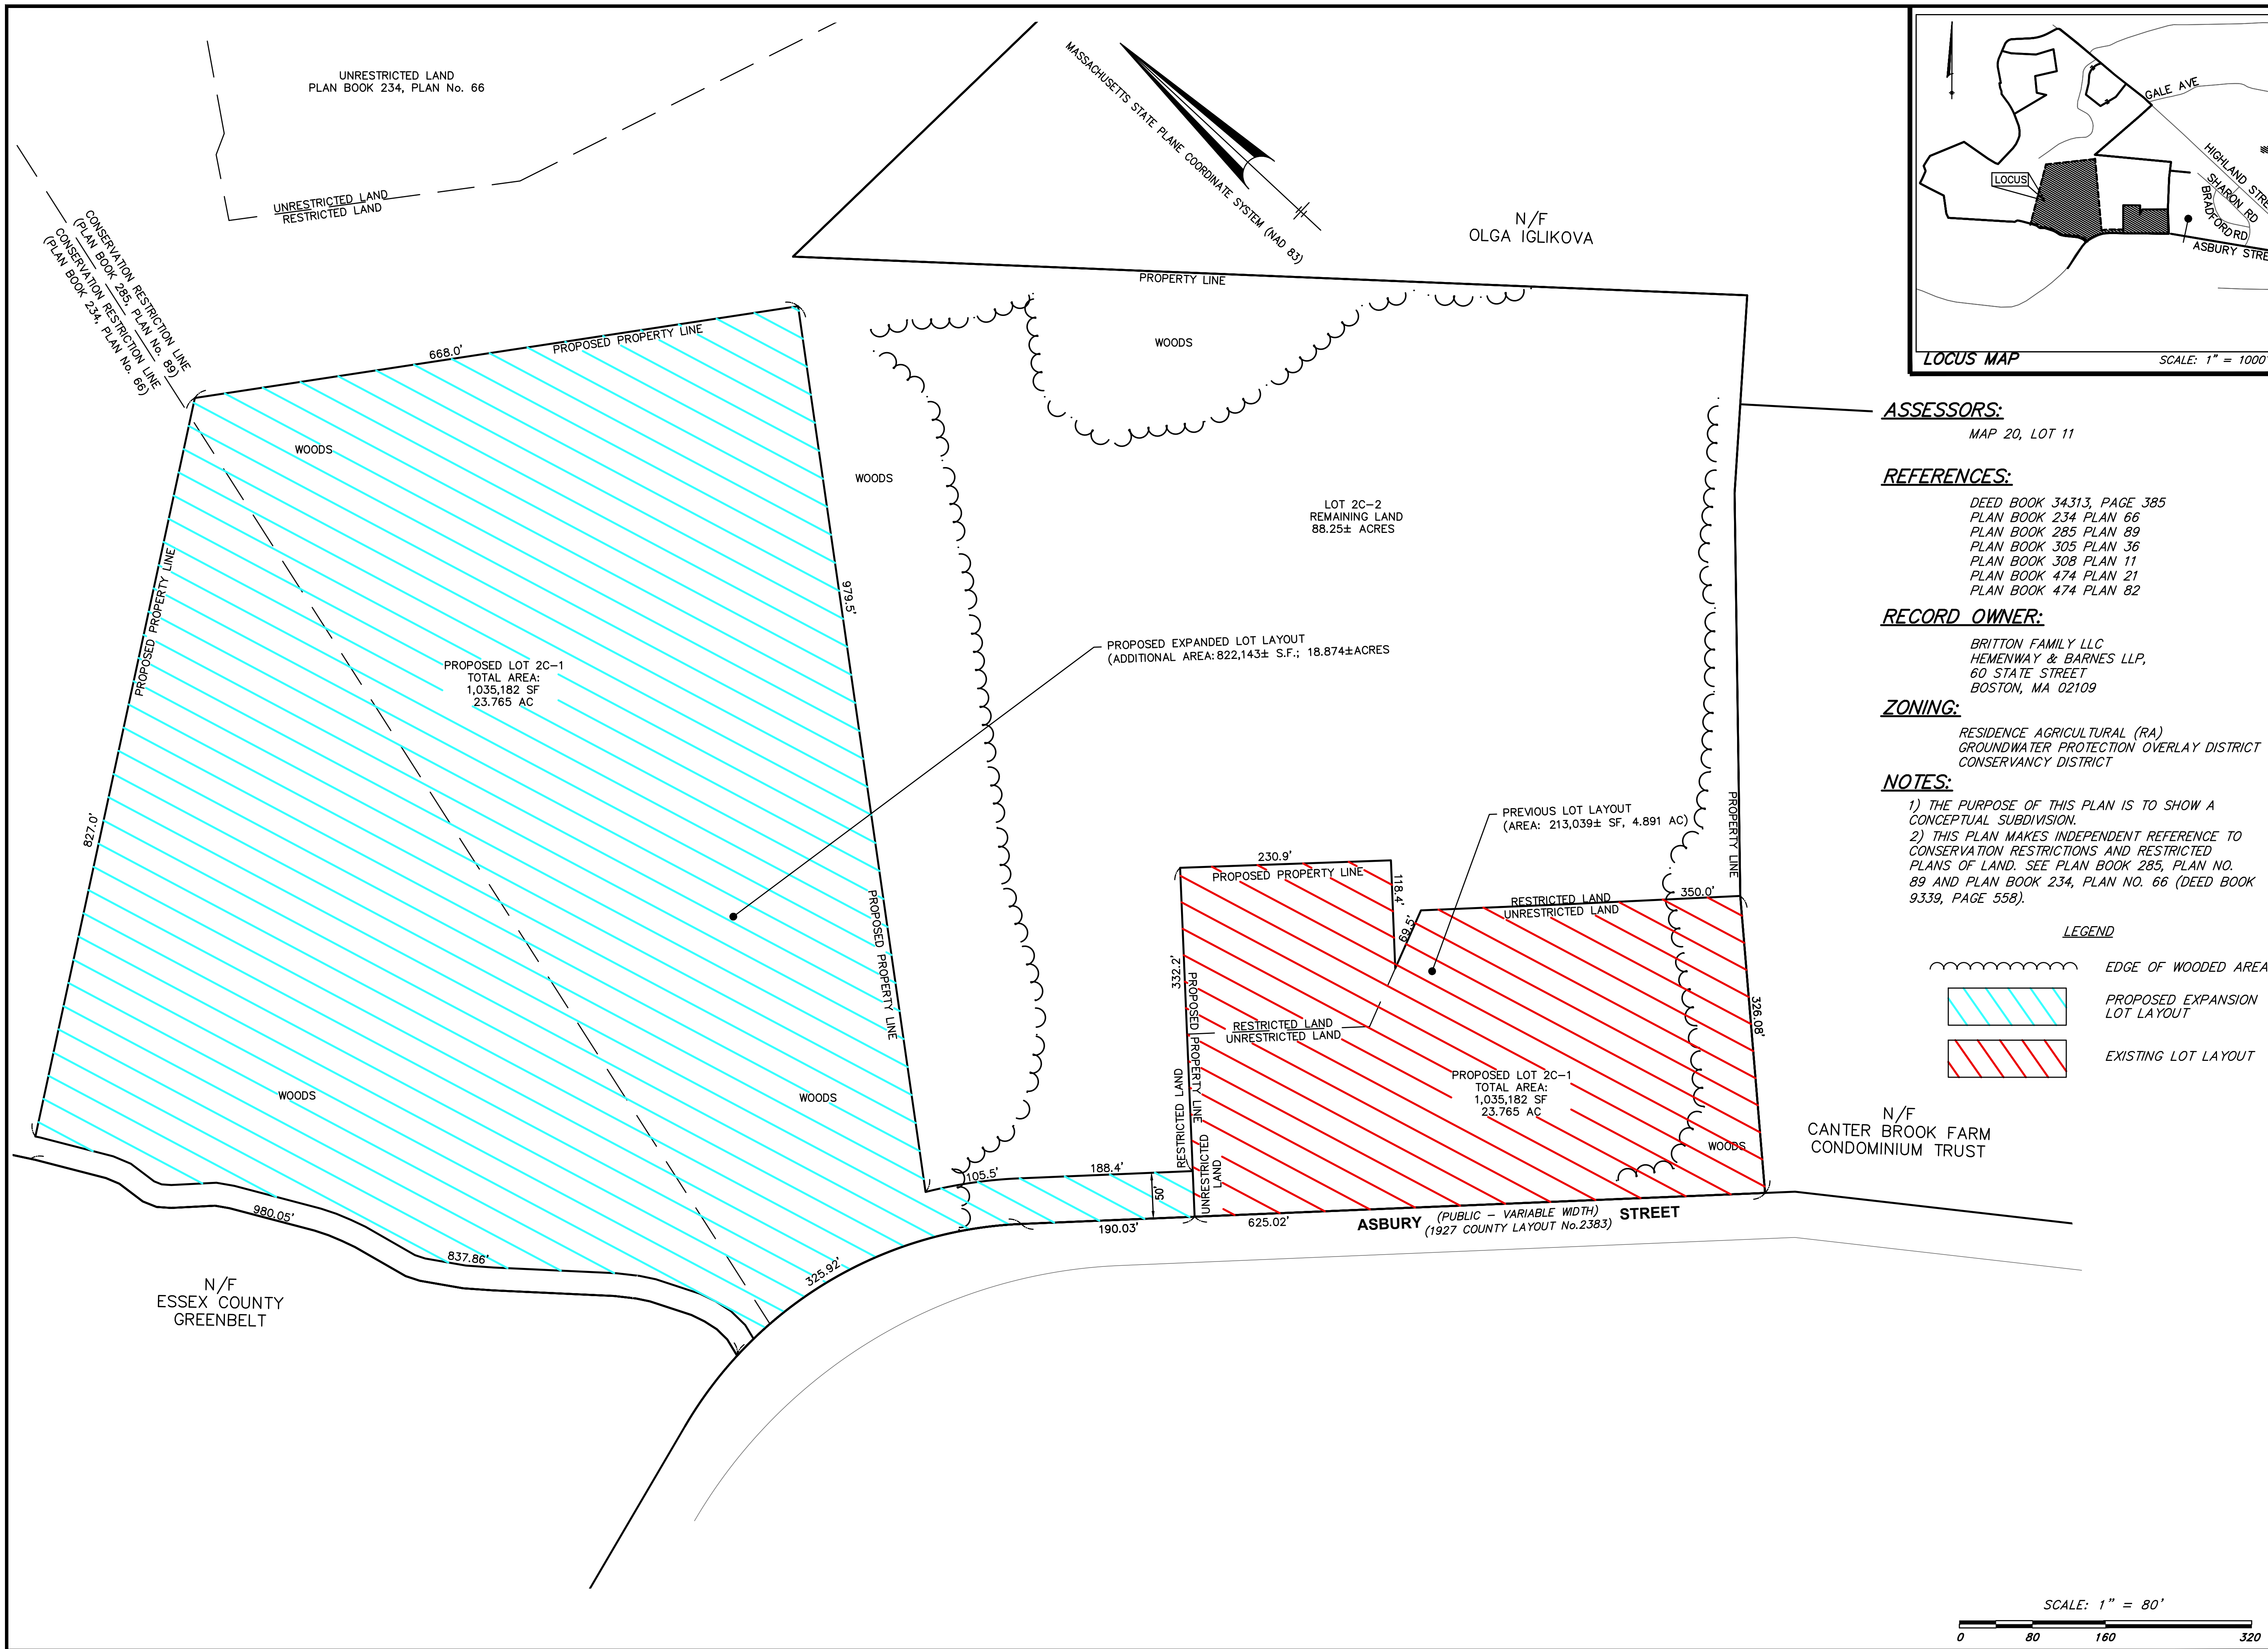 UNRESTRICTED LAND
PLAN BOOK 234, PLAN No. 66
UNRESTRICTED LAND
RESTRICTED LAND
CONSERVATION RESTRICTION LINE
(PLAN BOOK 285, PLAN No. 89)
CONSERVATION RESTRICTION LINE
(PLAN BOOK 234, PLAN No. 66)
MASSACHUSETTS STATE PLANE COORDINATE SYSTEM (NAD 83)
N/F
OLGA IGLIKOVA
PROPERTY LINE
668.0'
PROPOSED PROPERTY LINE
WOODS
WOODS
WOODS
LOT 2C-2
REMAINING LAND
88.25± ACRES
PROPOSED PROPERTY LINE
979.5'
PROPOSED EXPANDED LOT LAYOUT
(ADDITIONAL AREA: 822,143± S.F.; 18.874±ACRES
PROPOSED LOT 2C-1
TOTAL AREA:
1,035,182 SF
23.765 AC
827.0'
PROPOSED PROPERTY LINE
PREVIOUS LOT LAYOUT
(AREA: 213,039± SF, 4.891 AC)
PROPERTY LINE
230.9'
PROPOSED PROPERTY LINE
118.4'
69.5'
RESTRICTED LAND
350.0'
UNRESTRICTED LAND
332.2'
PROPOSED PROPERTY LINE
RESTRICTED LAND
UNRESTRICTED LAND
326.08'
RESTRICTED LAND
UNRESTRICTED
LAND
PROPOSED LOT 2C-1
TOTAL AREA:
1,035,182 SF
23.765 AC
WOODS
WOODS
WOODS
105.5'
188.4'
50'
190.03'
625.02'
ASBURY
(PUBLIC - VARIABLE WIDTH)
(1927 COUNTY LAYOUT No.2383)
STREET
980.05'
837.86'
325.92'
N/F
ESSEX COUNTY
GREENBELT
N/F
CANTER BROOK FARM
CONDOMINIUM TRUST
GALE AVE
HIGHLAND STRE
SHARON RD
BRADFORD RD
ASBURY STRE
LOCUS
LOCUS MAP
SCALE: 1" = 1000'
ASSESSORS:
MAP 20, LOT 11
REFERENCES:
DEED BOOK 34313, PAGE 385
PLAN BOOK 234 PLAN 66
PLAN BOOK 285 PLAN 89
PLAN BOOK 305 PLAN 36
PLAN BOOK 308 PLAN 11
PLAN BOOK 474 PLAN 21
PLAN BOOK 474 PLAN 82
RECORD OWNER:
BRITTON FAMILY LLC
HEMENWAY & BARNES LLP,
60 STATE STREET
BOSTON, MA 02109
ZONING:
RESIDENCE AGRICULTURAL (RA)
GROUNDWATER PROTECTION OVERLAY DISTRICT
CONSERVANCY DISTRICT
NOTES:
1) THE PURPOSE OF THIS PLAN IS TO SHOW A
CONCEPTUAL SUBDIVISION.
2) THIS PLAN MAKES INDEPENDENT REFERENCE TO
CONSERVATION RESTRICTIONS AND RESTRICTED
PLANS OF LAND. SEE PLAN BOOK 285, PLAN NO.
89 AND PLAN BOOK 234, PLAN NO. 66 (DEED BOOK
9339, PAGE 558).
LEGEND
EDGE OF WOODED AREA
PROPOSED EXPANSION
LOT LAYOUT
EXISTING LOT LAYOUT
SCALE: 1" = 80'
0 80 160 320